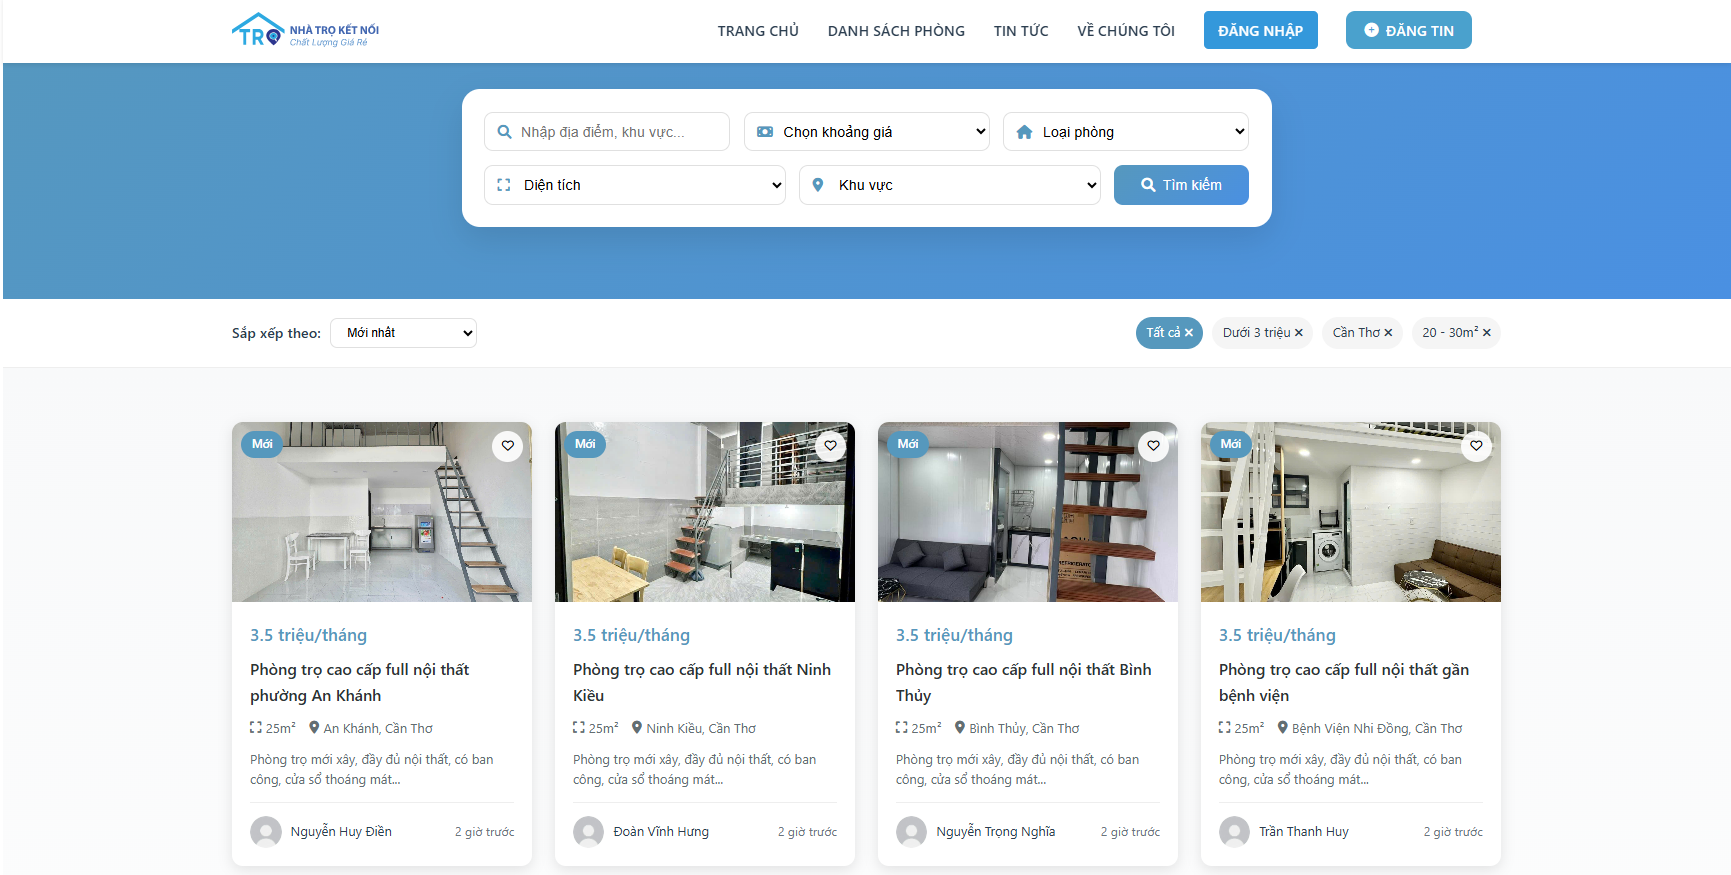 TRO
NHÀ TRỌ KẾT NỐI
Chất Lượng Giá Rẻ
TRANG CHỦ
DANH SÁCH PHÒNG
TIN TỨC
VỀ CHÚNG TÔI
ĐĂNG NHẬP
ĐĂNG TIN
Nhập địa điểm, khu vực...
Chọn khoảng giá
Loại phòng
Diện tích
Khu vực
Tìm kiếm
Sắp xếp theo:
Mới nhất
Tất cả ×
Dưới 3 triệu ×
Cần Thơ ×
20 - 30m² ×
Mới
3.5 triệu/tháng
Phòng trọ cao cấp full nội thất
phường An Khánh
25m²
An Khánh, Cần Thơ
Phòng trọ mới xây, đầy đủ nội thất, có ban
công, cửa sổ thoáng mát...
Nguyễn Huy Điền
2 giờ trước
Mới
3.5 triệu/tháng
Phòng trọ cao cấp full nội thất Ninh
Kiều
25m²
Ninh Kiều, Cần Thơ
Phòng trọ mới xây, đầy đủ nội thất, có ban
công, cửa sổ thoáng mát...
Đoàn Vĩnh Hưng
2 giờ trước
Mới
3.5 triệu/tháng
Phòng trọ cao cấp full nội thất Bình
Thủy
25m²
Bình Thủy, Cần Thơ
Phòng trọ mới xây, đầy đủ nội thất, có ban
công, cửa sổ thoáng mát...
Nguyễn Trọng Nghĩa
2 giờ trước
Mới
3.5 triệu/tháng
Phòng trọ cao cấp full nội thất gần
bệnh viện
25m²
Bệnh Viện Nhi Đồng, Cần Thơ
Phòng trọ mới xây, đầy đủ nội thất, có ban
công, cửa sổ thoáng mát...
Trần Thanh Huy
2 giờ trước